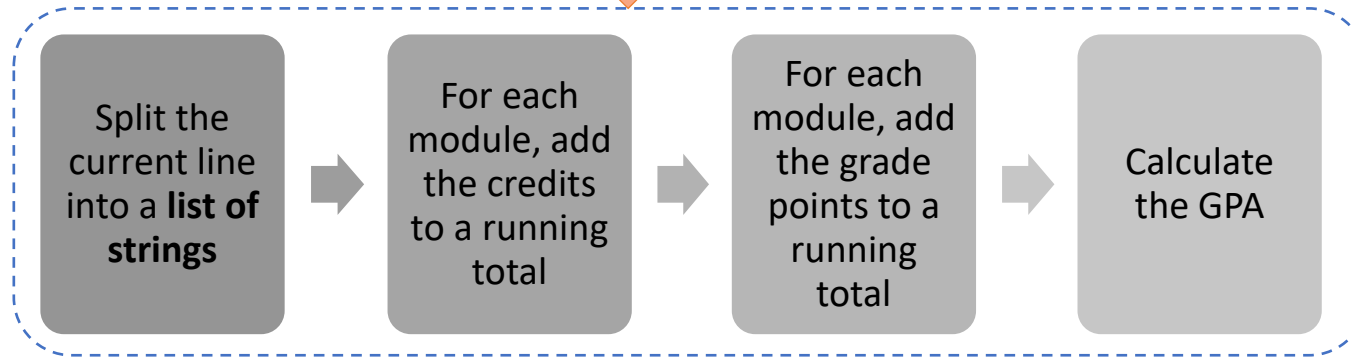 Split the
current line
into a list of
strings
For each
module, add
the credits
to a running
total
For each
module, add
the grade
points to a
running
total
Calculate
the GPA